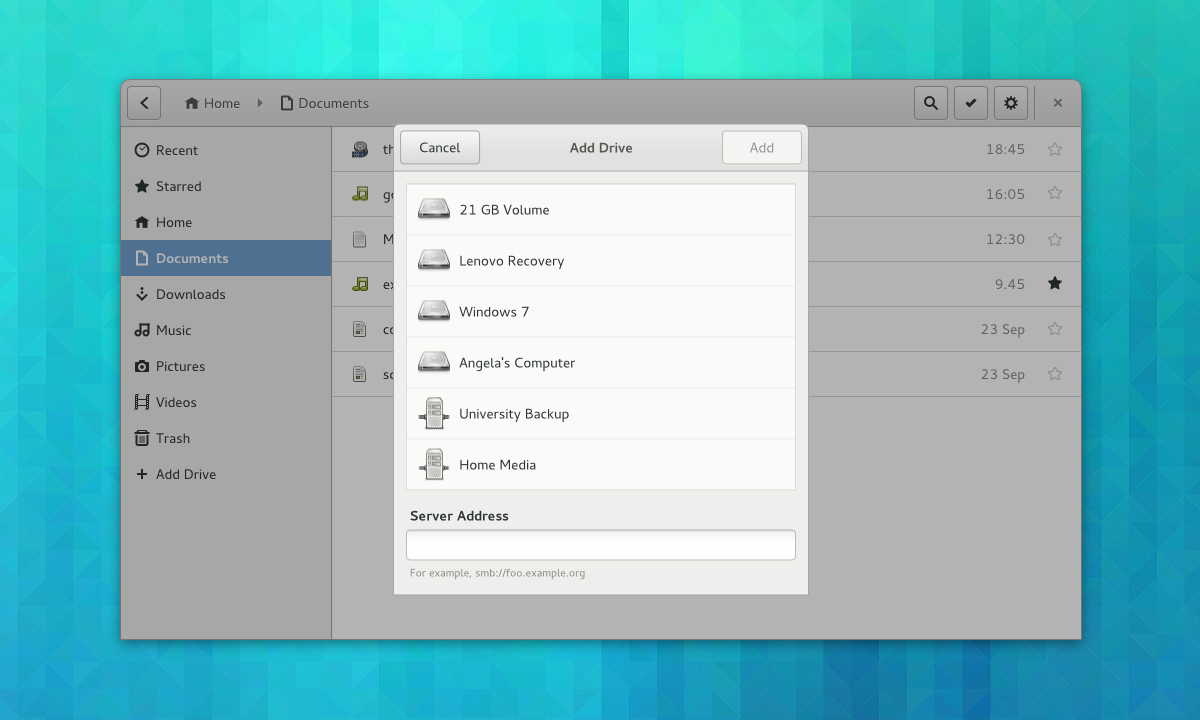 Home
Documents
Recent
Starred
Home
Documents
Downloads
Music
Pictures
Videos
Trash
Add Drive
18:45
16:05
12:30
9.45
23 Sep
23 Sep
Cancel
Add Drive
Add
21 GB Volume
Lenovo Recovery
Windows 7
Angela's Computer
University Backup
Home Media
Server Address
For example, smb://foo.example.org